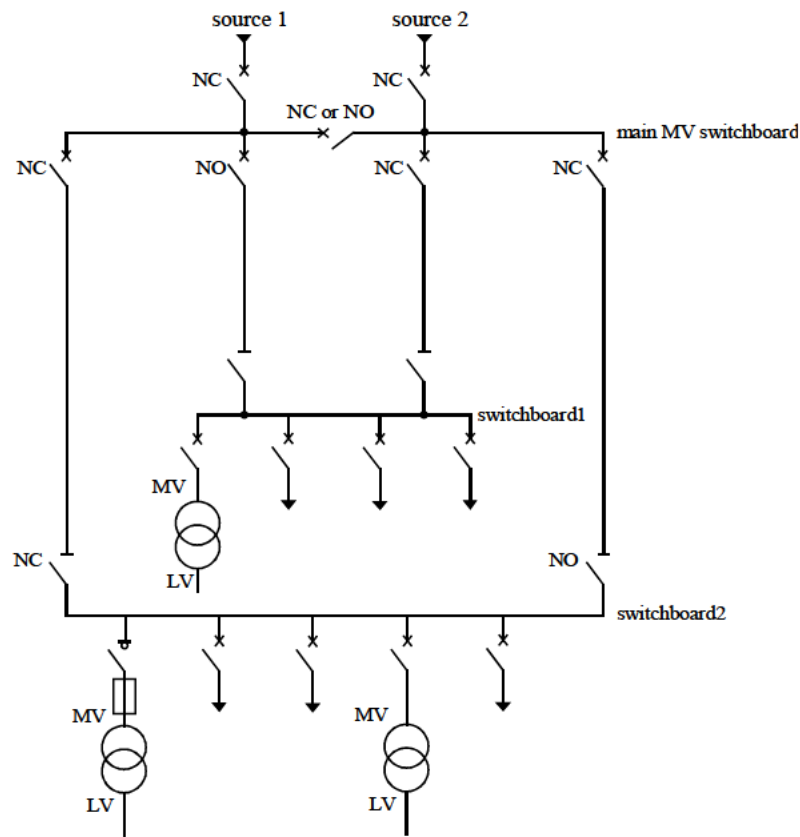 source 1
source 2
NC
NC
NC or NO
main MV switchboard
NC
NO
NC
NC
switchboard1
MV
LV
NC
NO
switchboard2
MV
MV
LV
LV